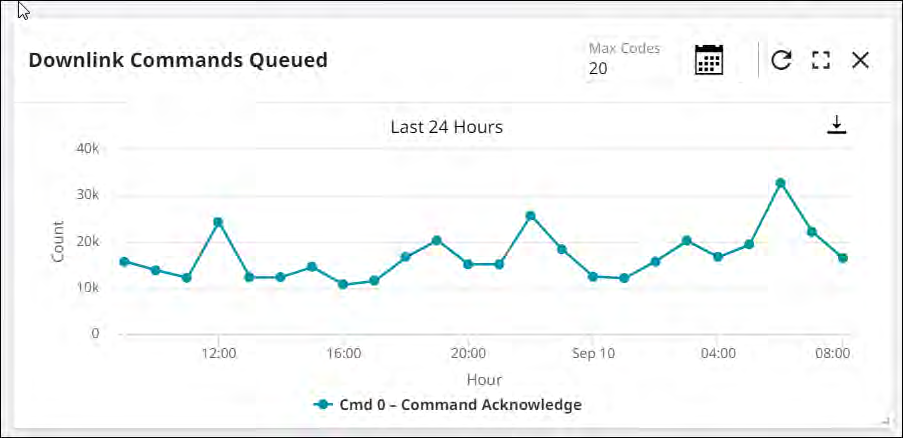 Downlink Commands Queued
Max Codes
20
Last 24 Hours
40k
30k
20k
10k
0
Count
12:00 16:00 20:00 Sep 10 04:00 08:00
Hour
Cmd 0 – Command Acknowledge